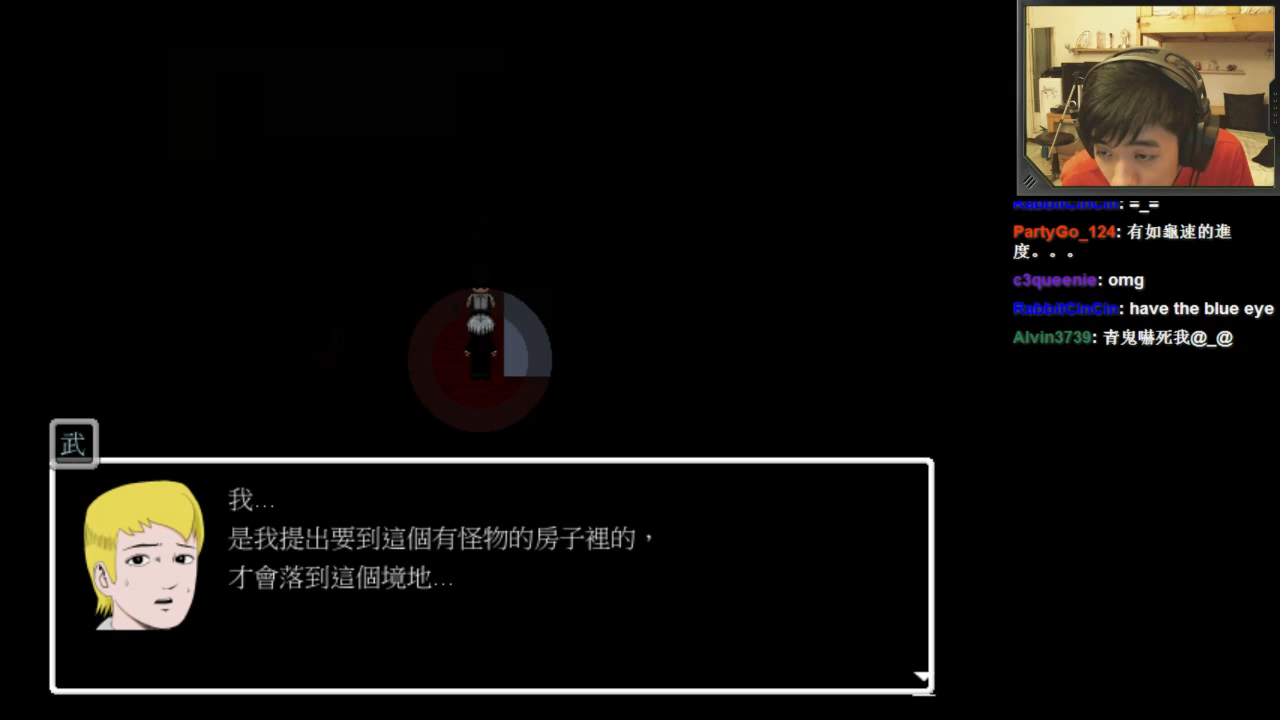 RabbitCinCin: =_=
PartyGo_124: 有如龜速的進
度。。。
c3queenie: omg
RabbitCinCin: have the blue eye
Alvin3739: 青鬼嚇死我@_@
武
我...
是我提出要到這個有怪物的房子裡的，
才會落到這個境地...